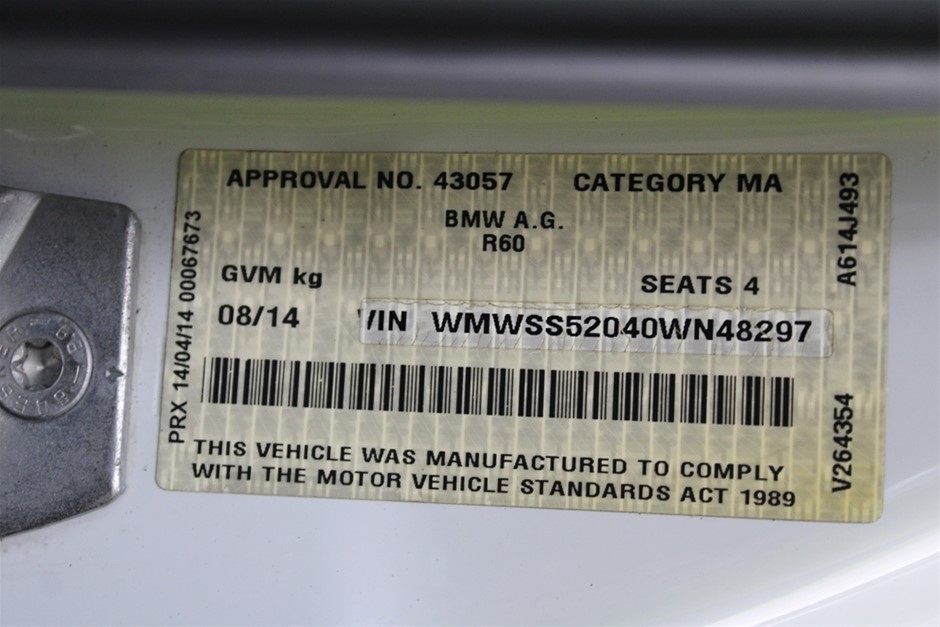 APPROVAL NO. 43057 CATEGORY MA
BMW A.G.
R60
GVM kg SEATS 4
08/14 VIN WMWSS52040WN48297
THIS VEHICLE WAS MANUFACTURED TO COMPLY
WITH THE MOTOR VEHICLE STANDARDS ACT 1989
PRX 14/04/14 00067673
A614J493
V264354